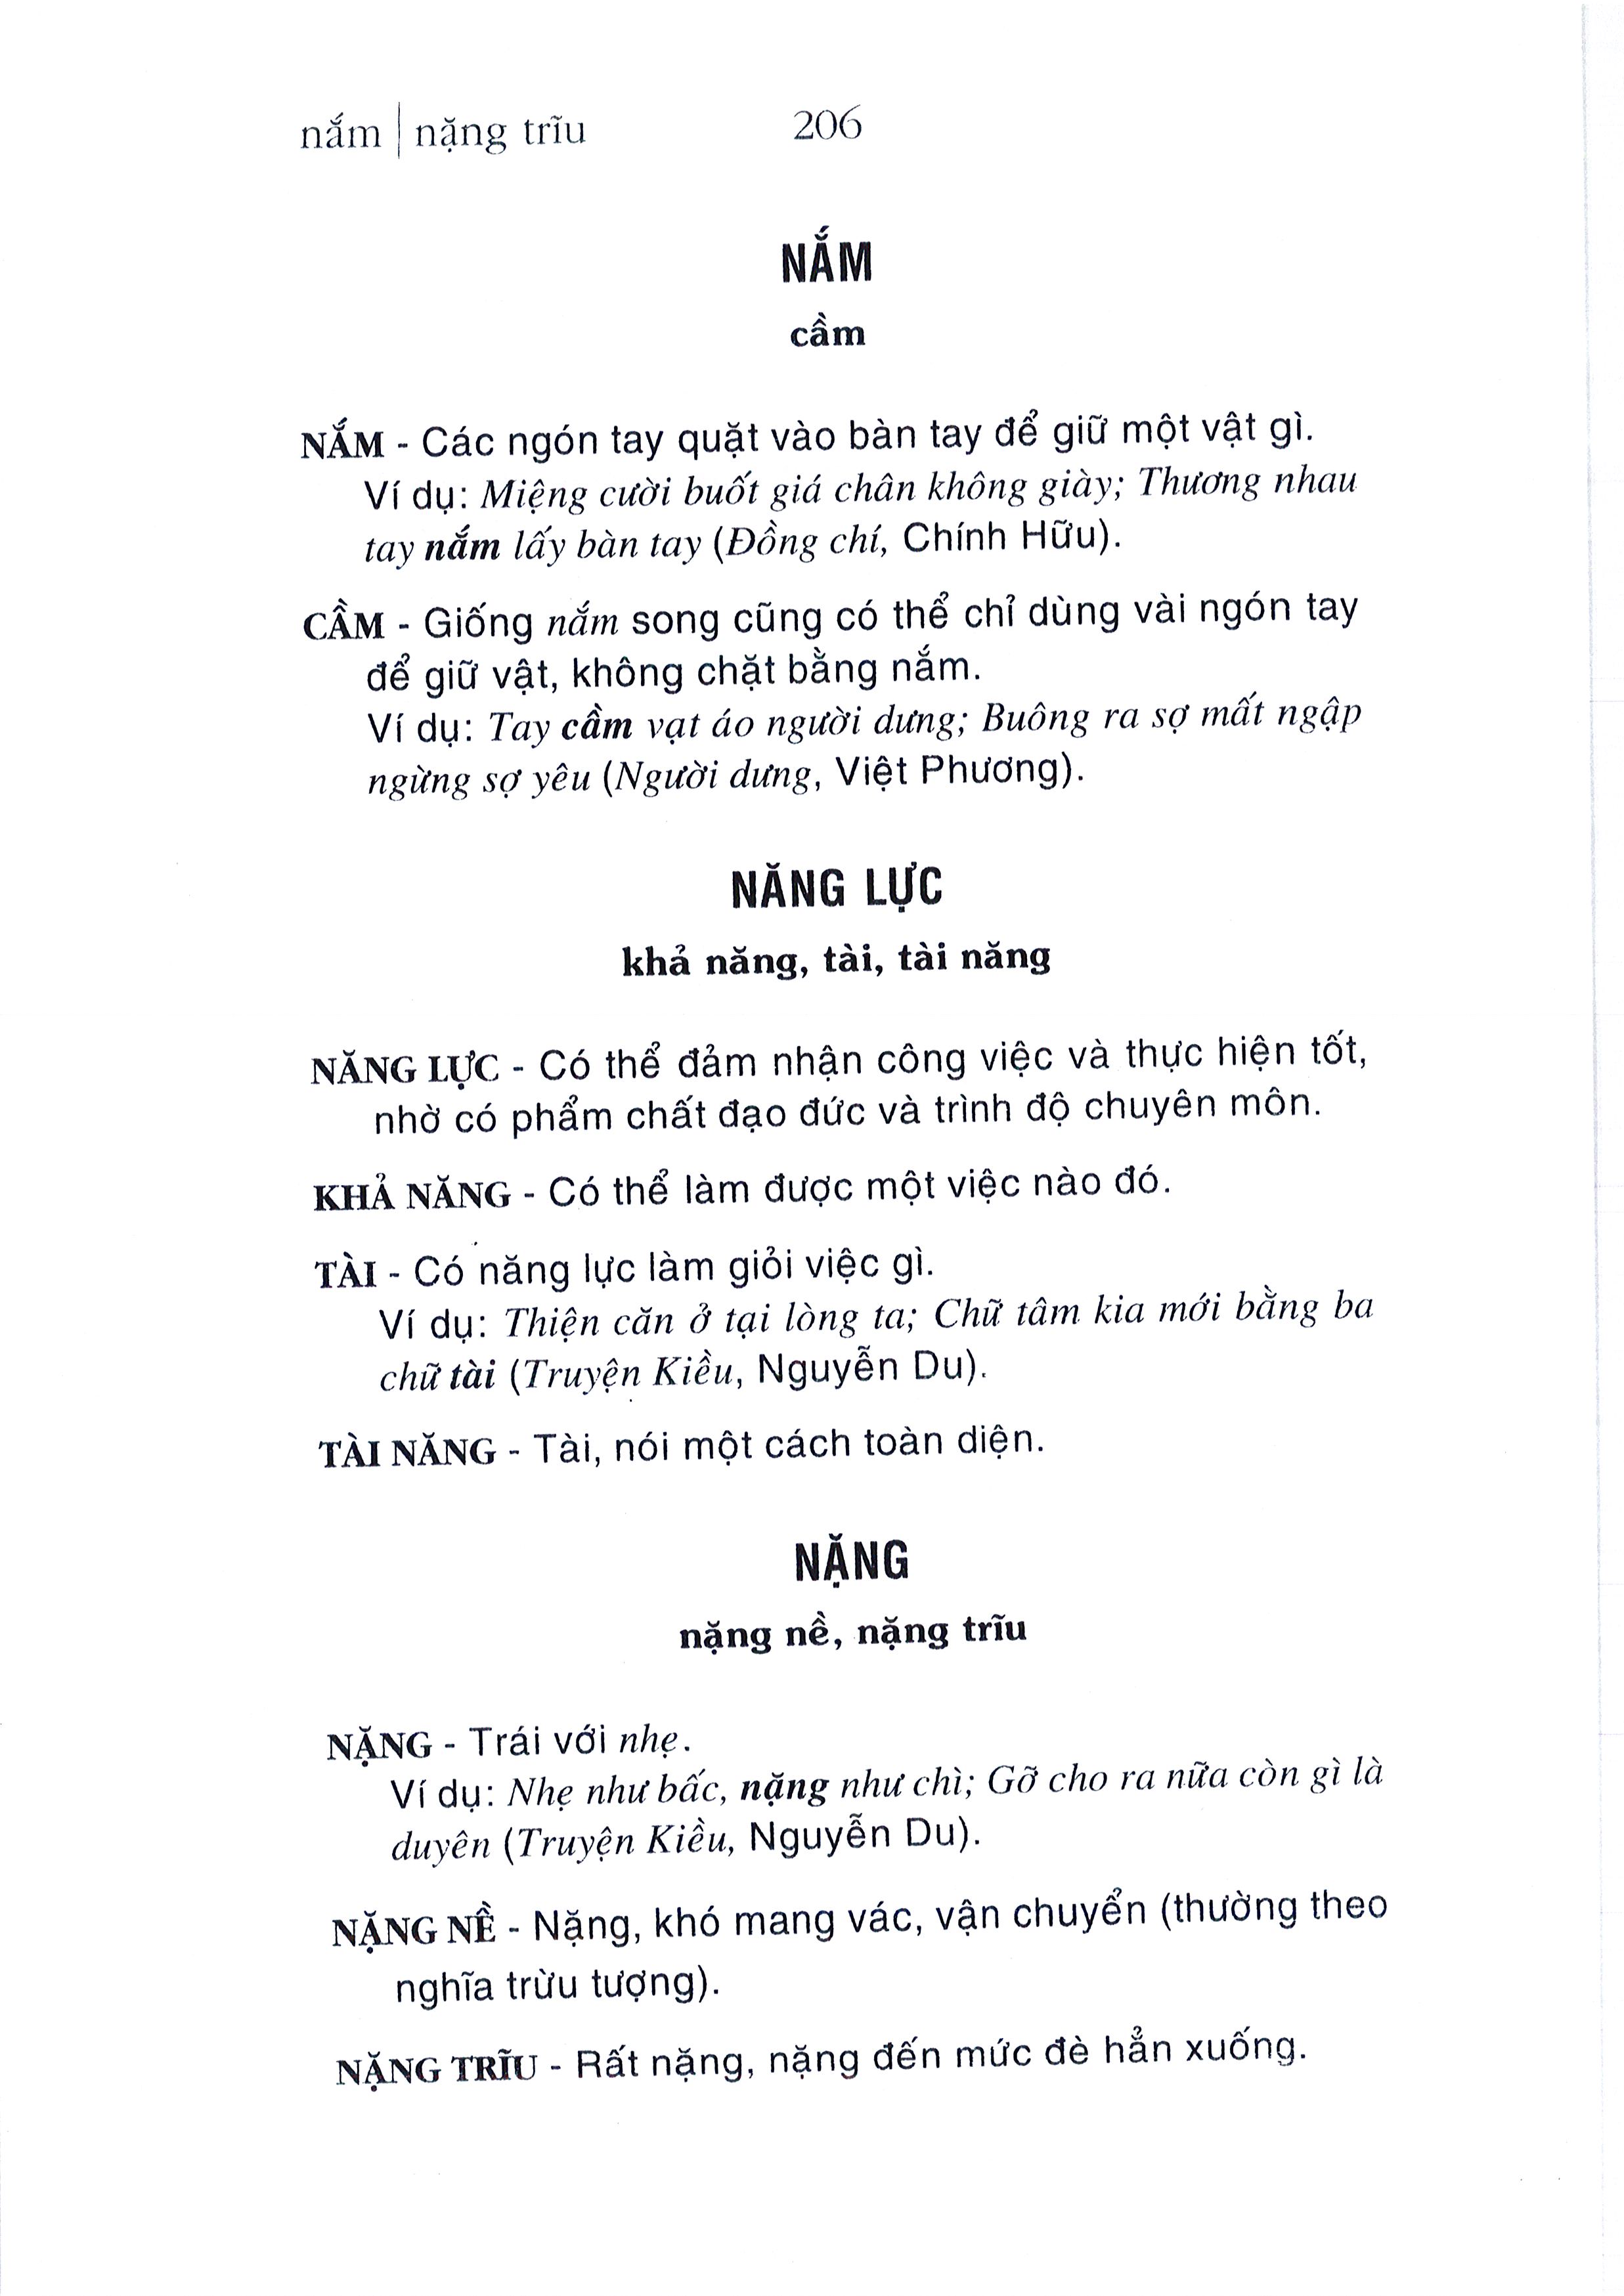 nắm | nặng trĩu 206
NẮM
cầm
NẮM - Các ngón tay quặt vào bàn tay để giữ một vật gì.
Ví dụ: Miệng cười buốt giá chân không giày; Thương nhau
tay nắm lấy bàn tay (Đồng chí, Chính Hữu).
CẦM - Giống nắm song cũng có thể chỉ dùng vài ngón tay
để giữ vật, không chặt bằng nắm.
Ví dụ: Tay cầm vạt áo người dưng; Buông ra sợ mất ngập
ngừng sợ yêu (Người dưng, Việt Phương).
NĂNG LỰC
khả năng, tài, tài năng
NĂNG LỰC - Có thể đảm nhận công việc và thực hiện tốt,
nhờ có phẩm chất đạo đức và trình độ chuyên môn.
KHẢ NĂNG - Có thể làm được một việc nào đó.
TÀI - Có năng lực làm giỏi việc gì.
Ví dụ: Thiện căn ở tại lòng ta; Chữ tâm kia mới bằng ba
chữ tài (Truyện Kiều, Nguyễn Du).
TÀI NĂNG - Tài, nói một cách toàn diện.
NẶNG
nặng nề, nặng trĩu
NẶNG - Trái với nhẹ.
Ví dụ: Nhẹ như bấc, nặng như chì; Gỡ cho ra nữa còn gì là
duyên (Truyện Kiều, Nguyễn Du).
NẶNG NỀ - Nặng, khó mang vác, vận chuyển (thường theo
nghĩa trừu tượng).
NẶNG TRĨU - Rất nặng, nặng đến mức đè hẳn xuống.